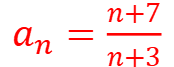 aₙ = (n+7)/(n+3)